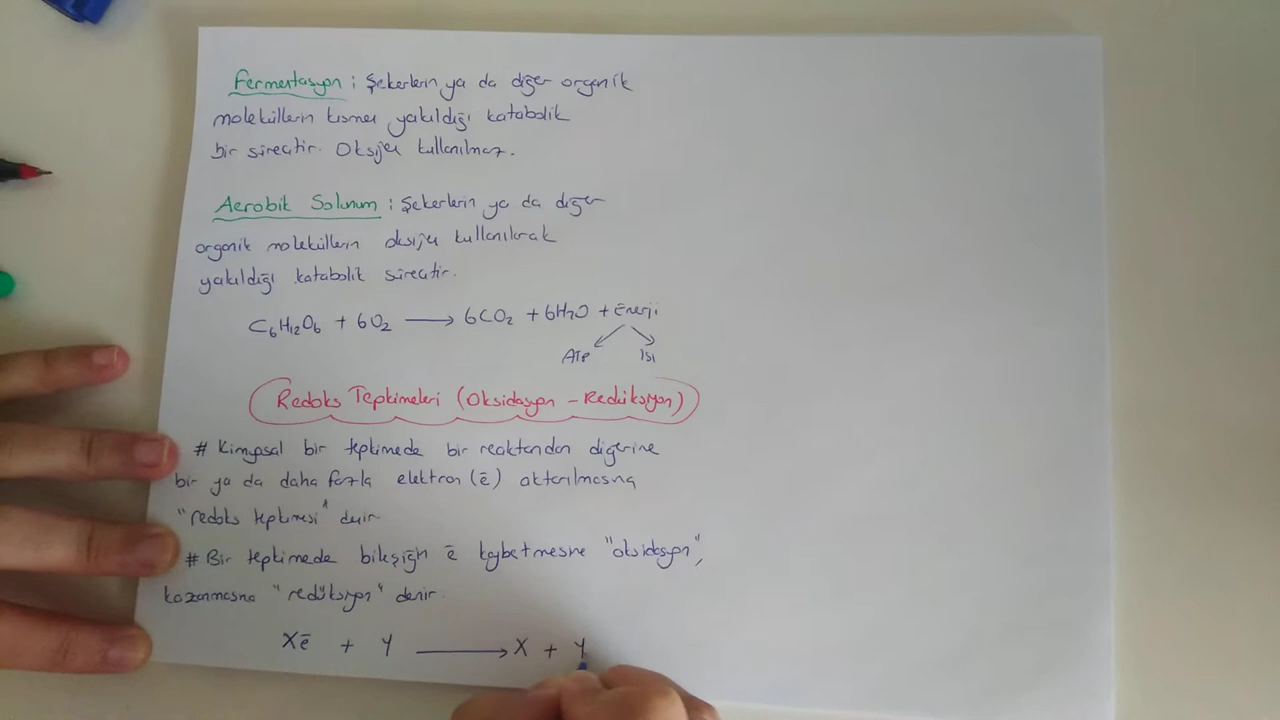 Fermentasyon : Şekerlerin ya da diğer organik
moleküllerin kısmen yakıldığı katabolik
bir süreçtir. Oksijen kullanılmaz.
Aerobik Solunum : Şekerlerin ya da diğer
organik moleküllerin oksijen kullanılarak
yakıldığı katabolik süreçtir.
C₆H₁₂O₆ + 6O₂ ⟶ 6CO₂ + 6H₂O + Enerji
ATP Isı
Redoks Tepkimeleri (Oksidasyon - Redüksiyon)
# Kimyasal bir tepkimede bir reaktandan diğerine
bir ya da daha fazla elektron (ē) aktarılmasına
"redoks tepkimesi" denir.
# Bir tepkimede bileşiğin ē kaybetmesine "oksidasyon",
kazanmasına "redüksiyon" denir.
Xē + Y ⟶ X + Y